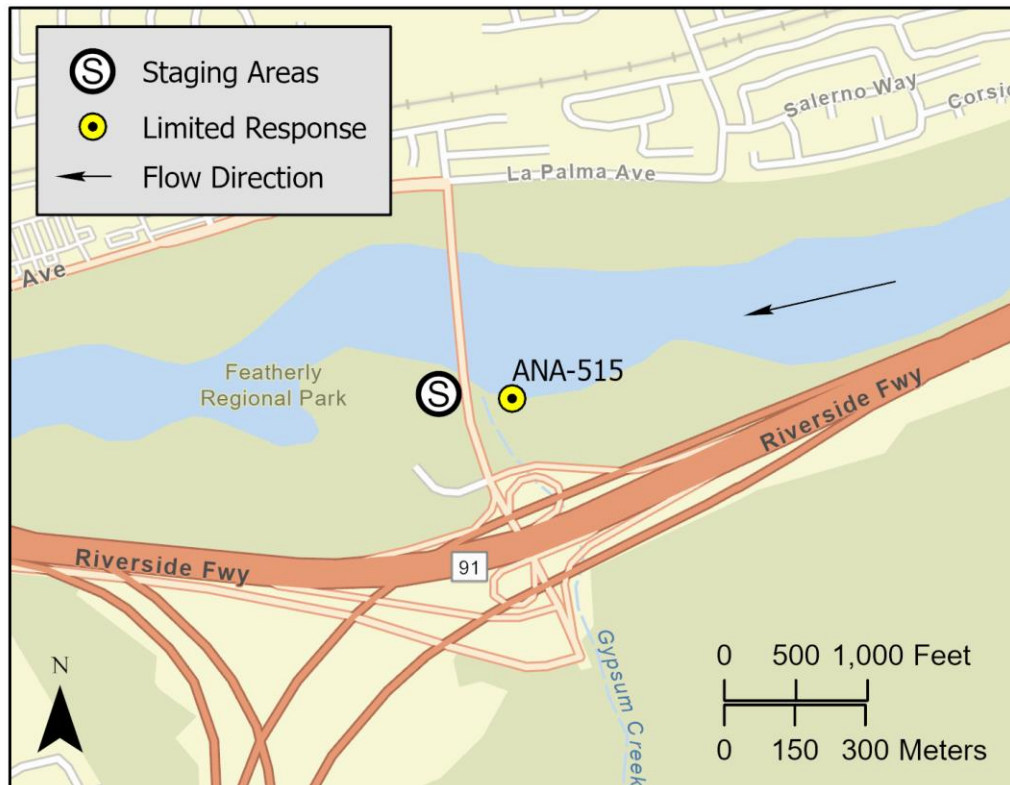 S Staging Areas
Limited Response
Flow Direction
Salerno Way
Corsic
La Palma Ave
Ave
Featherly
Regional Park
S
ANA-515
Riverside Fwy
Riverside Fwy
91
Gypsum Creek
N
0 500 1,000 Feet
0 150 300 Meters